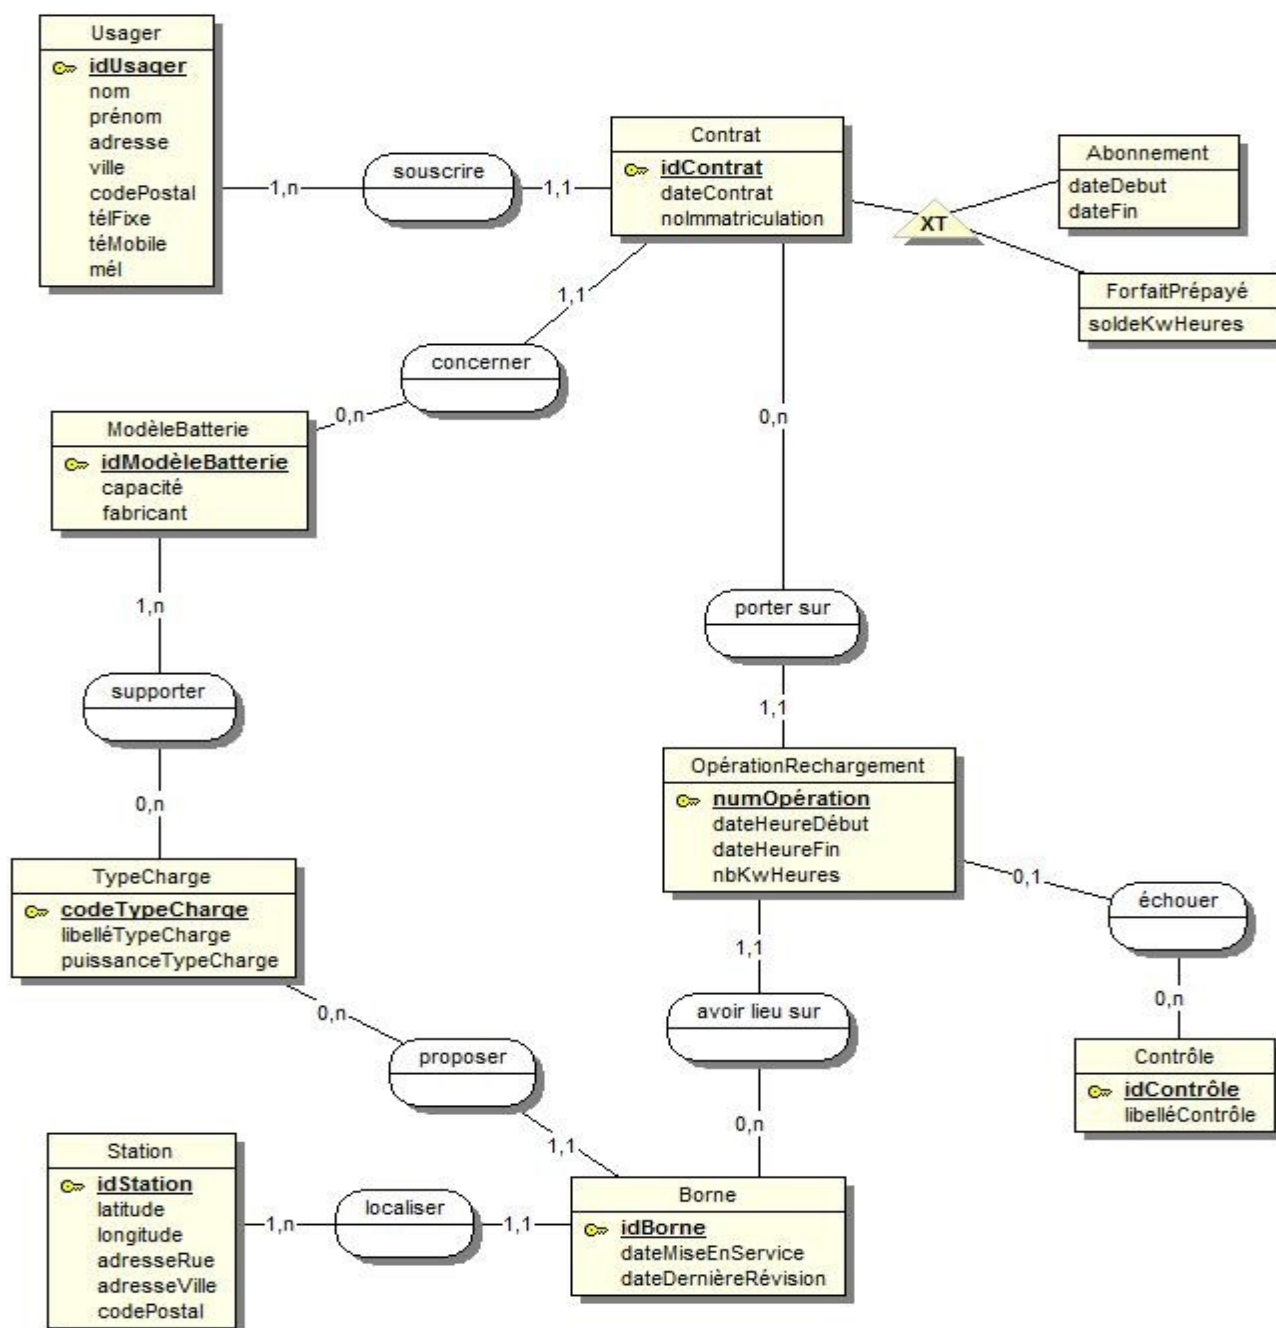 Usager
idUsager
nom
prénom
adresse
ville
codePostal
télFixe
téMobile
mél
1,n
souscrire
1,1
Contrat
idContrat
dateContrat
noImmatriculation
XT
Abonnement
dateDebut
dateFin
ForfaitPrépayé
soldeKwHeures
1,1
concerner
0,n
ModèleBatterie
idModèleBatterie
capacité
fabricant
0,n
porter sur
1,1
1,n
supporter
0,n
OpérationRechargement
numOpération
dateHeureDébut
dateHeureFin
nbKwHeures
0,1
échouer
0,n
Contrôle
idContrôle
libelléContrôle
TypeCharge
codeTypeCharge
libelléTypeCharge
puissanceTypeCharge
0,n
proposer
1,1
1,1
avoir lieu sur
0,n
Station
idStation
latitude
longitude
adresseRue
adresseVille
codePostal
1,n
localiser
1,1
Borne
idBorne
dateMiseEnService
dateDernièreRévision